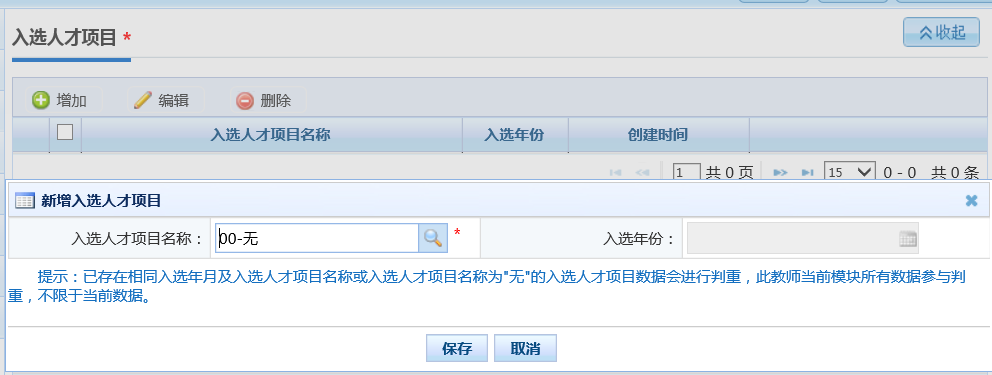 入选人才项目 *
收起
增加 编辑 删除
入选人才项目名称 入选年份 创建时间
1 共 0 页 15 0 - 0 共 0 条
新增入选人才项目
入选人才项目名称： 00-无 * 入选年份：
提示：已存在相同入选年月及入选人才项目名称或入选人才项目名称为"无"的入选人才项目数据会进行判重，此教师当前模块所有数据参与判
重，不限于当前数据。
保存 取消